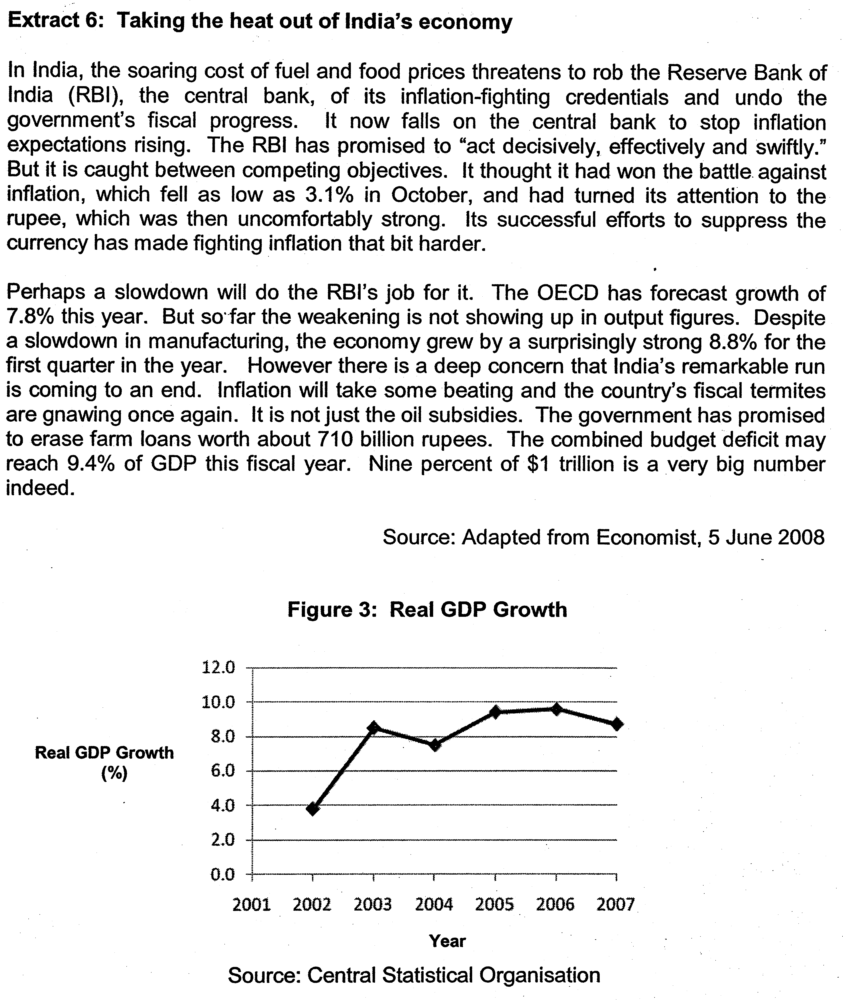 Extract 6: Taking the heat out of India's economy
In India, the soaring cost of fuel and food prices threatens to rob the Reserve Bank of
India (RBI), the central bank, of its inflation-fighting credentials and undo the
government's fiscal progress. It now falls on the central bank to stop inflation
expectations rising. The RBI has promised to “act decisively, effectively and swiftly.”
But it is caught between competing objectives. It thought it had won the battle against
inflation, which fell as low as 3.1% in October, and had turned its attention to the
rupee, which was then uncomfortably strong. Its successful efforts to suppress the
currency has made fighting inflation that bit harder.
Perhaps a slowdown will do the RBI's job for it. The OECD has forecast growth of
7.8% this year. But so far the weakening is not showing up in output figures. Despite
a slowdown in manufacturing, the economy grew by a surprisingly strong 8.8% for the
first quarter in the year. However there is a deep concern that India's remarkable run
is coming to an end. Inflation will take some beating and the country's fiscal termites
are gnawing once again. It is not just the oil subsidies. The government has promised
to erase farm loans worth about 710 billion rupees. The combined budget deficit may
reach 9.4% of GDP this fiscal year. Nine percent of $1 trillion is a very big number
indeed.
Source: Adapted from Economist, 5 June 2008
Figure 3: Real GDP Growth
12.0
10.0
8.0
6.0
4.0
2.0
0.0
Real GDP Growth
(%)
2001 2002 2003 2004 2005 2006 2007
Year
Source: Central Statistical Organisation